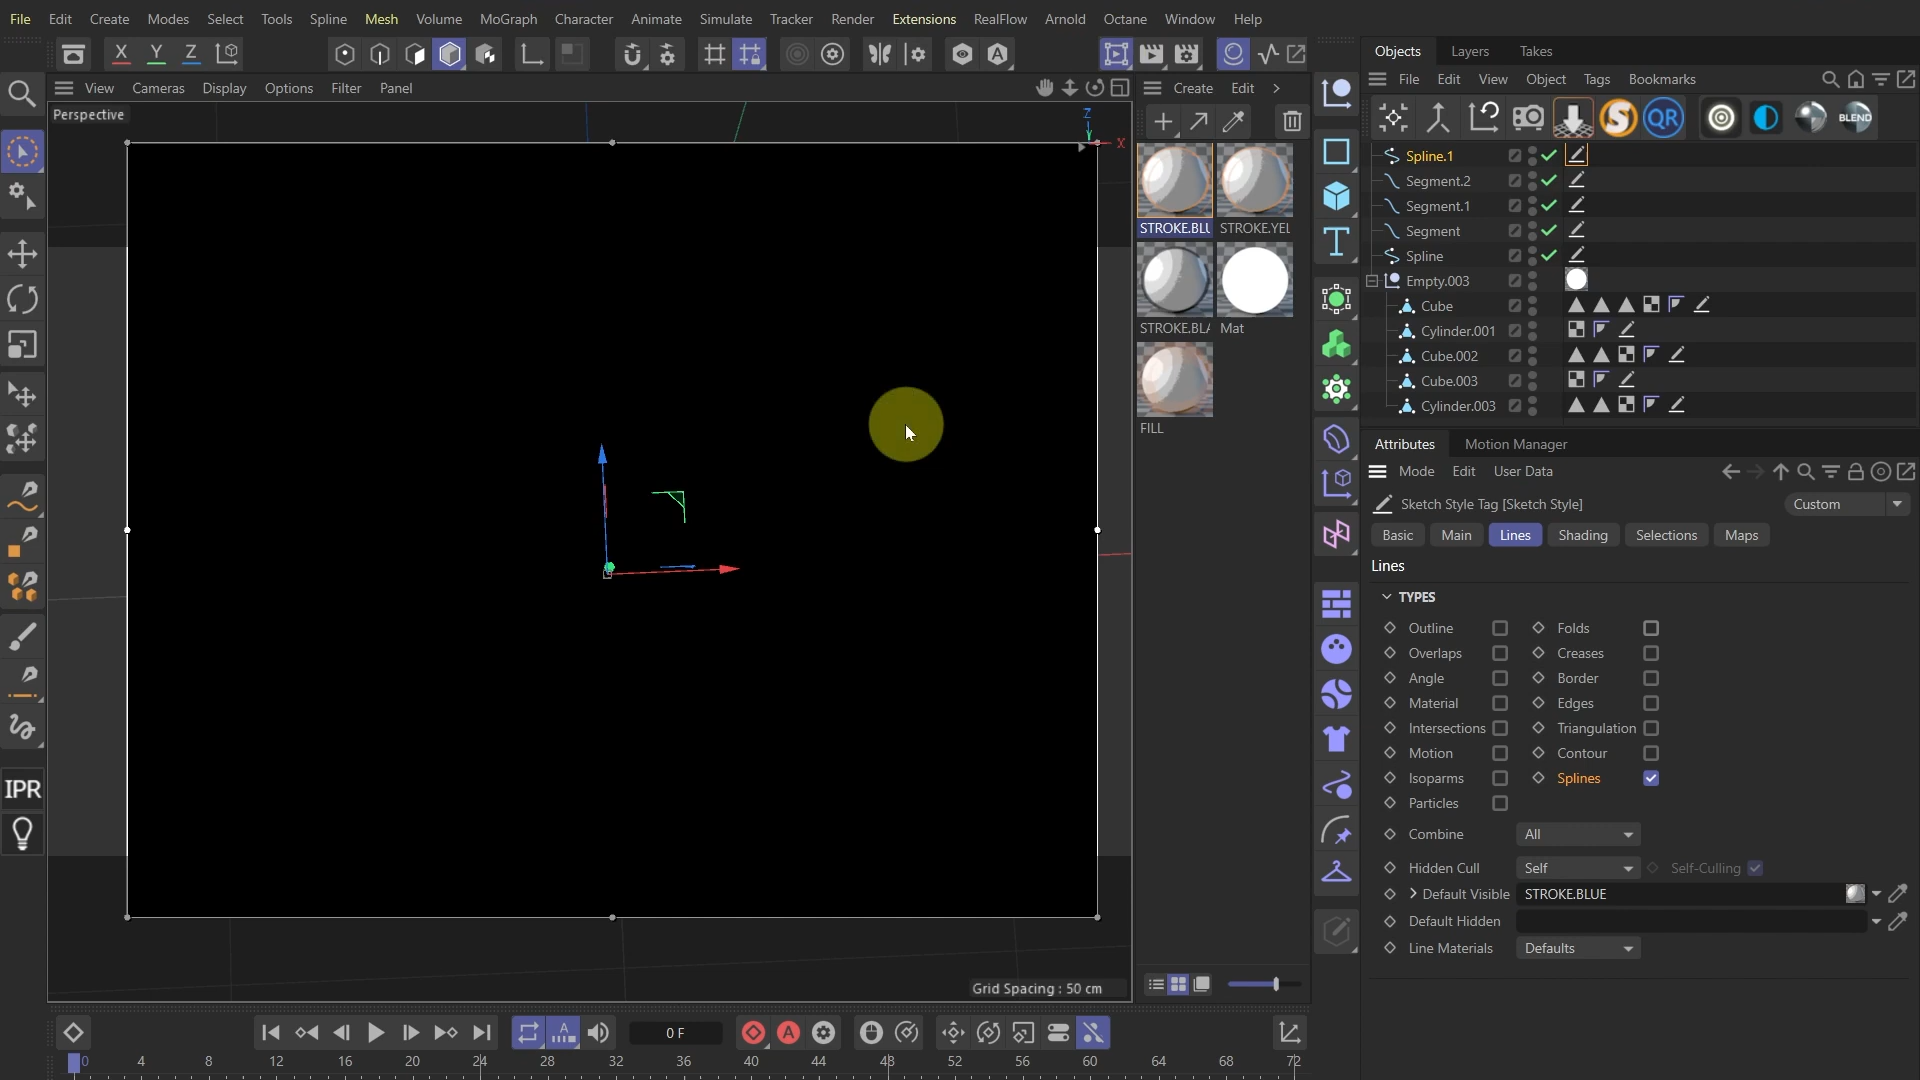 File Edit Create Modes Select Tools Spline Mesh Volume MoGraph Character Animate Simulate Tracker Render Extensions RealFlow Arnold Octane Window Help
X Y Z
View Cameras Display Options Filter Panel
Perspective
Z
Y
X
Grid Spacing : 50 cm
Create Edit
STROKE.BLU STROKE.YEL
STROKE.BLA Mat
FILL
IPR
Objects Layers Takes
File Edit View Object Tags Bookmarks
S QR BLEND
Spline.1
Segment.2
Segment.1
Segment
Spline
Empty.003
Cube
Cylinder.001
Cube.002
Cube.003
Cylinder.003
Attributes Motion Manager
Mode Edit User Data
Sketch Style Tag [Sketch Style] Custom
Basic Main Lines Shading Selections Maps
Lines
TYPES
Outline Folds
Overlaps Creases
Angle Border
Material Edges
Intersections Triangulation
Motion Contour
Isoparms Splines
Particles
Combine All
Hidden Cull Self Self-Culling
Default Visible STROKE.BLUE
Default Hidden
Line Materials Defaults
0 F
0 4 8 12 16 20 24 28 32 36 40 44 48 52 56 60 64 68 72